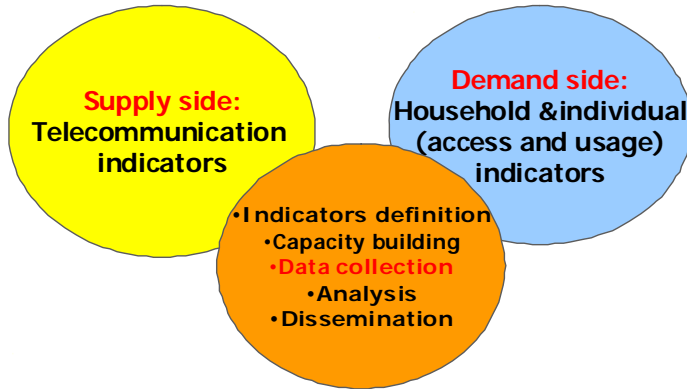 Supply side:
Telecommunication
indicators
Demand side:
Household &individual
(access and usage)
indicators
•Indicators definition
•Capacity building
•Data collection
•Analysis
•Dissemination